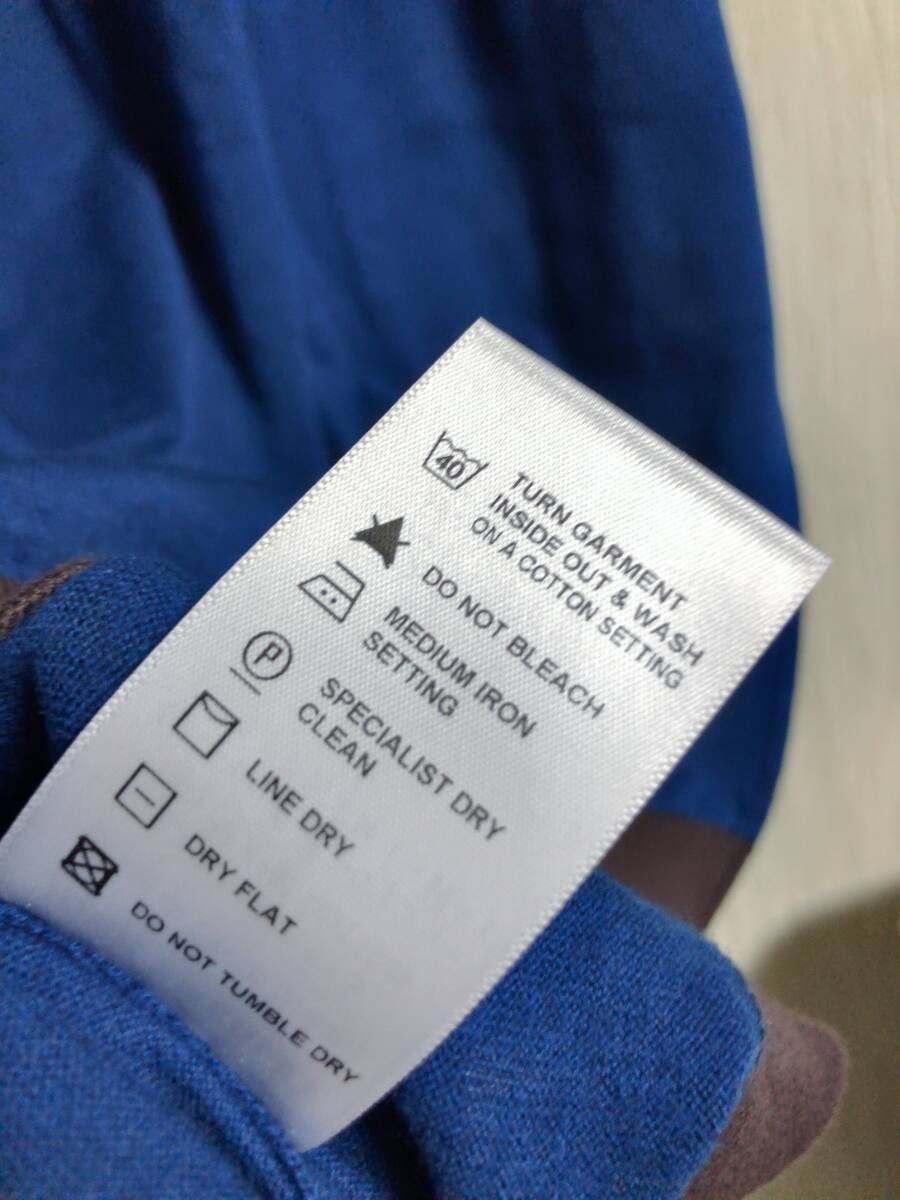 40
TURN GARMENT
INSIDE OUT & WASH
ON A COTTON SETTING
DO NOT BLEACH
MEDIUM IRON
SETTING
P
SPECIALIST DRY
CLEAN
LINE DRY
DRY FLAT
DO NOT TUMBLE DRY